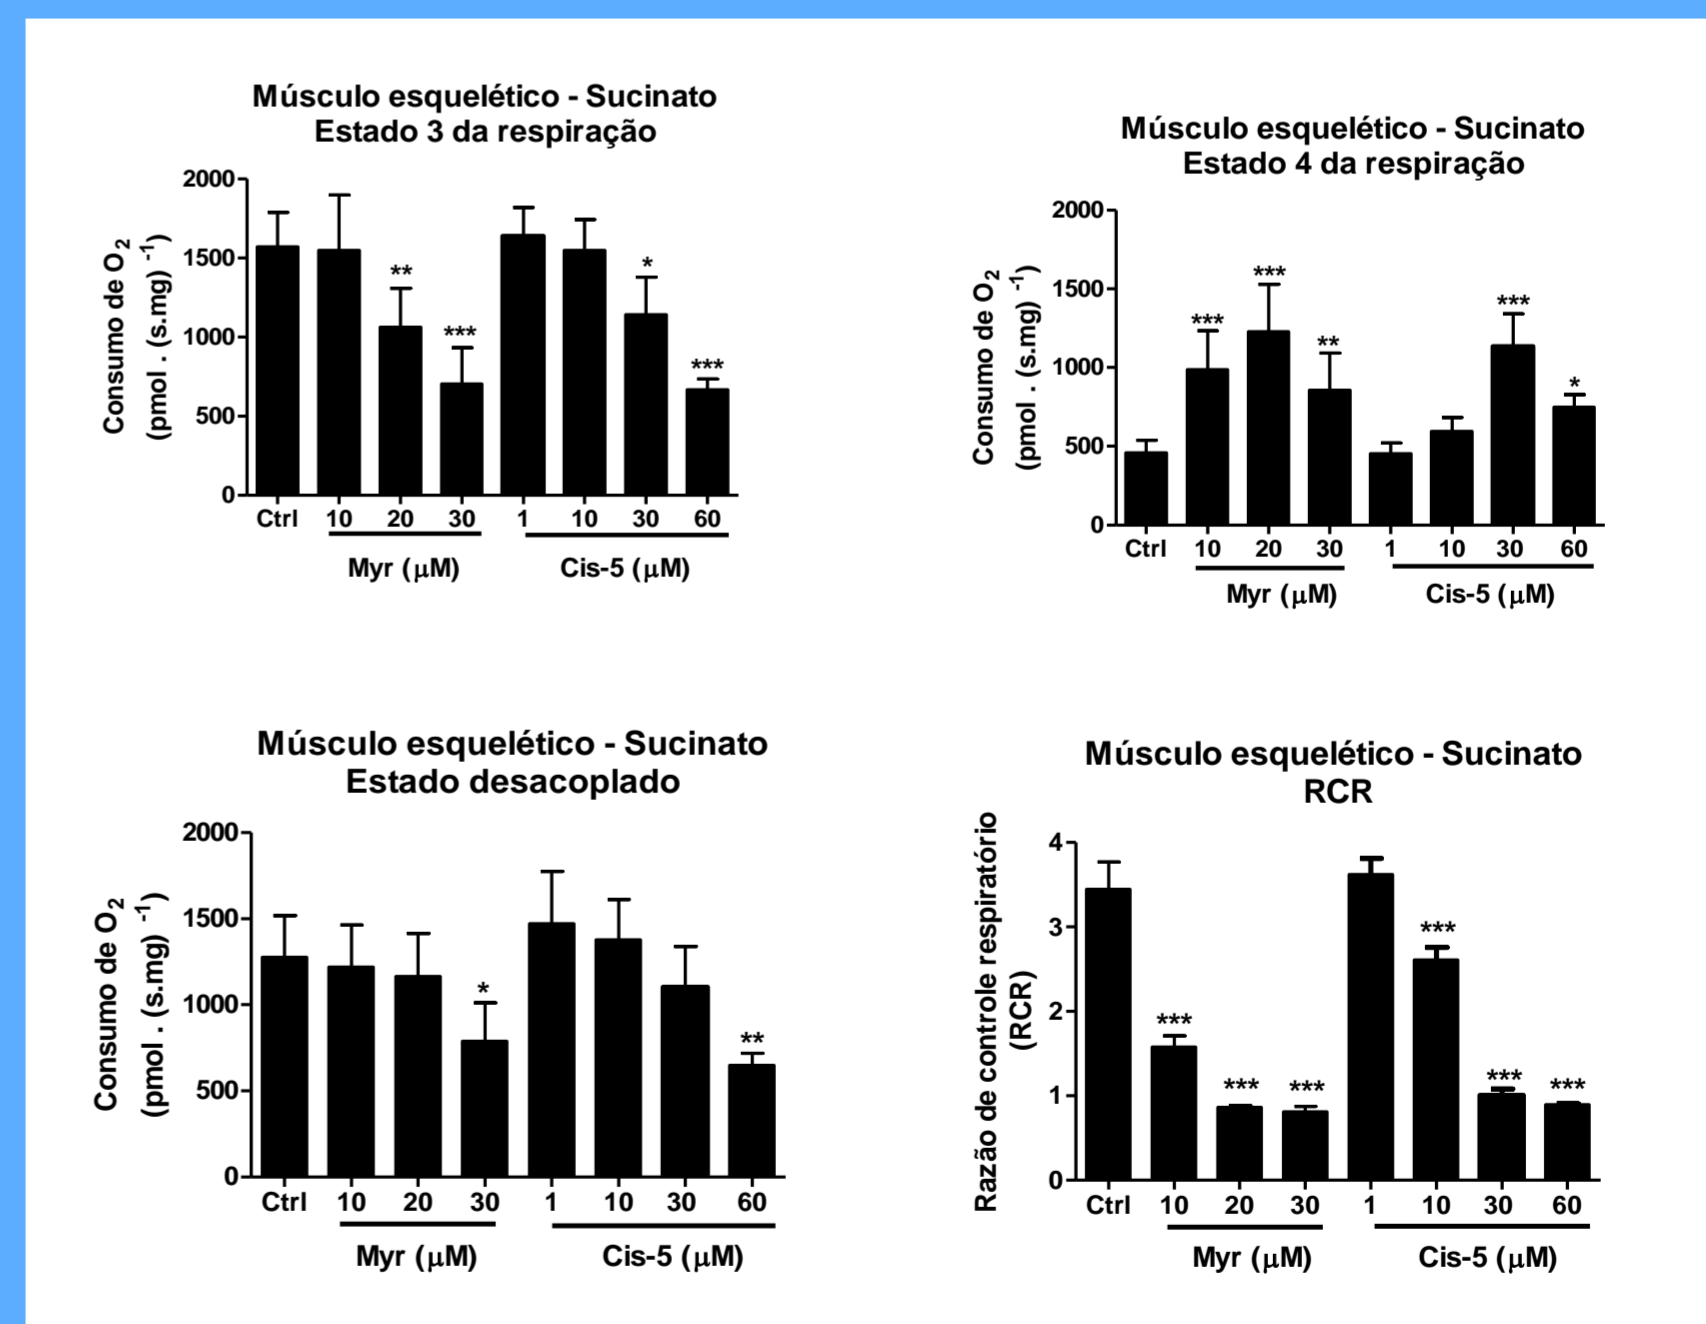 Músculo esquelético - Sucinato
Estado 3 da respiração
Consumo de O2
(pmol . (s.mg) -1)
2000
1500
1000
500
0
**
***
*
***
Ctrl 10 20 30 1 10 30 60
Myr (μM) Cis-5 (μM)
Músculo esquelético - Sucinato
Estado 4 da respiração
Consumo de O2
(pmol . (s.mg) -1)
2000
1500
1000
500
0
***
***
**
***
*
Ctrl 10 20 30 1 10 30 60
Myr (μM) Cis-5 (μM)
Músculo esquelético - Sucinato
Estado desacoplado
Consumo de O2
(pmol . (s.mg) -1)
2000
1500
1000
500
0
*
**
Ctrl 10 20 30 1 10 30 60
Myr (μM) Cis-5 (μM)
Músculo esquelético - Sucinato
RCR
Razão de controle respiratório
(RCR)
4
3
2
1
0
***
***
***
***
***
***
Ctrl 10 20 30 1 10 30 60
Myr (μM) Cis-5 (μM)